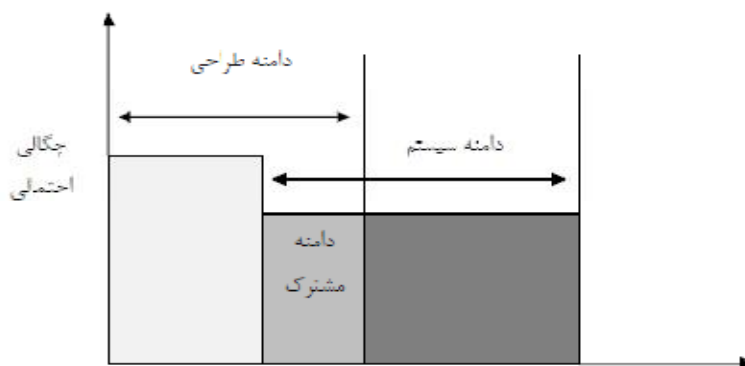 دامنه طراحی
چگالی
احتمالی
دامنه سیستم
دامنه
مشترک